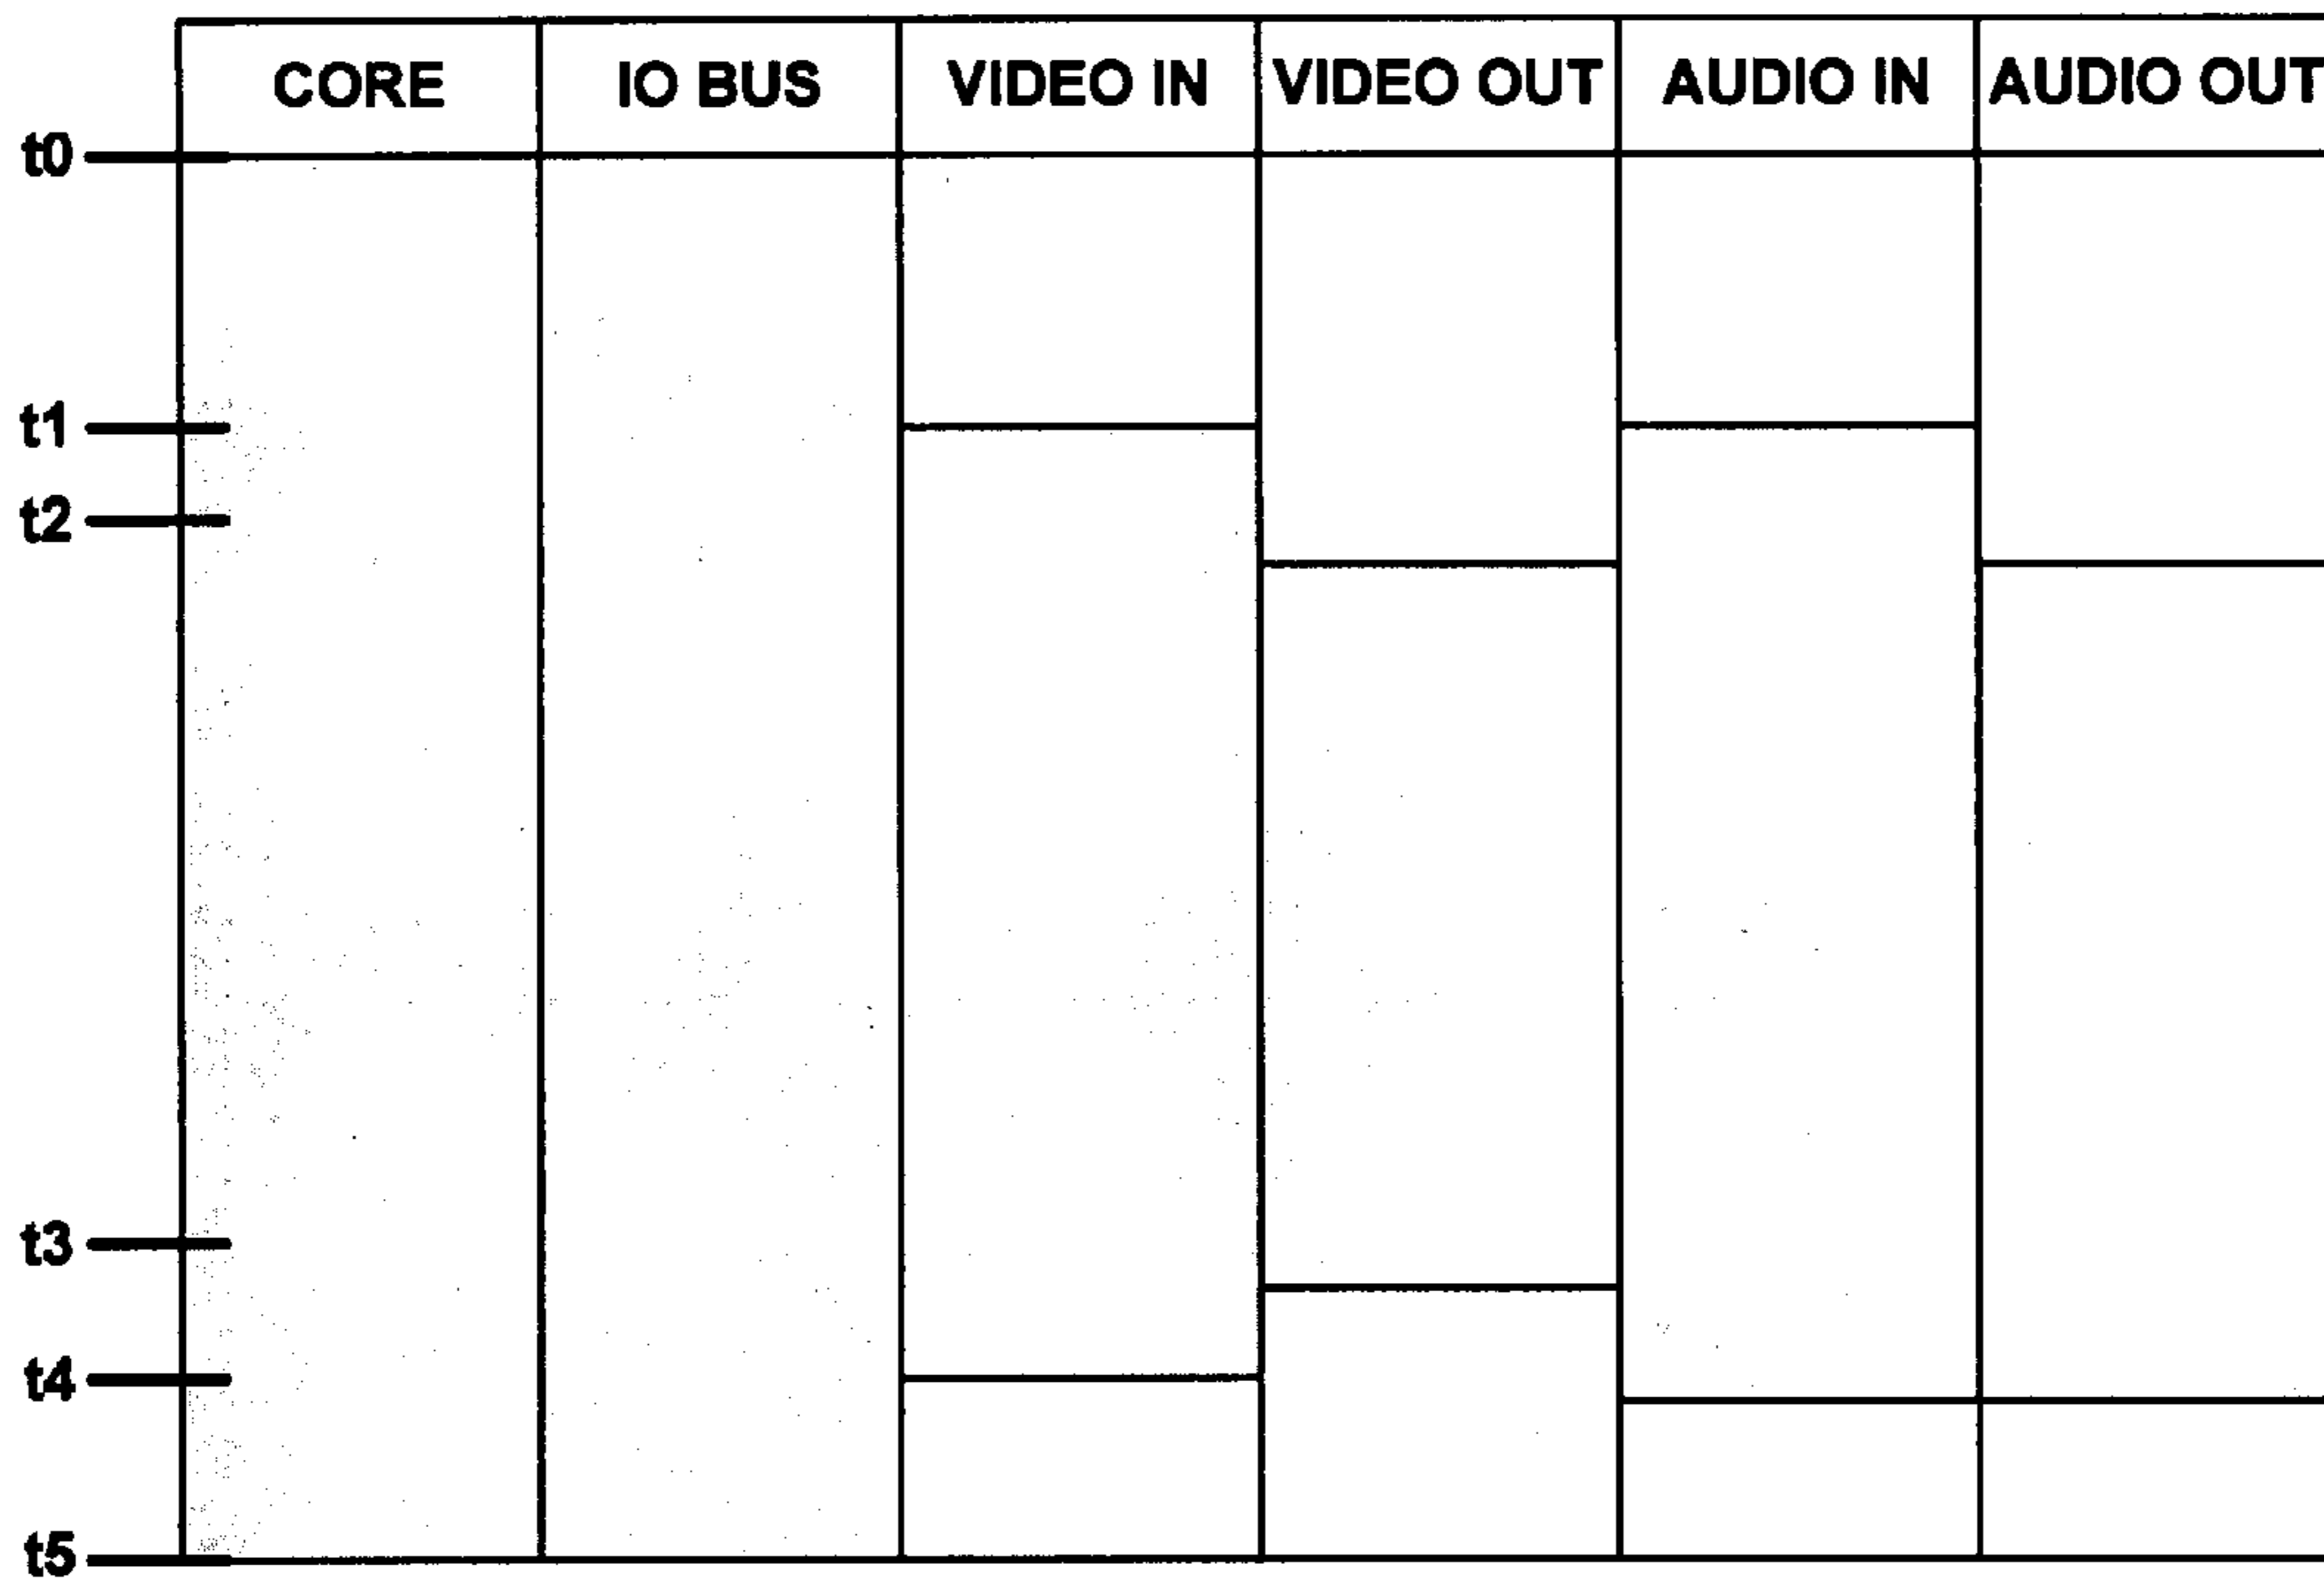 CORE IO BUS VIDEO IN VIDEO OUT AUDIO IN AUDIO OUT
t0
t1
t2
t3
t4
t5